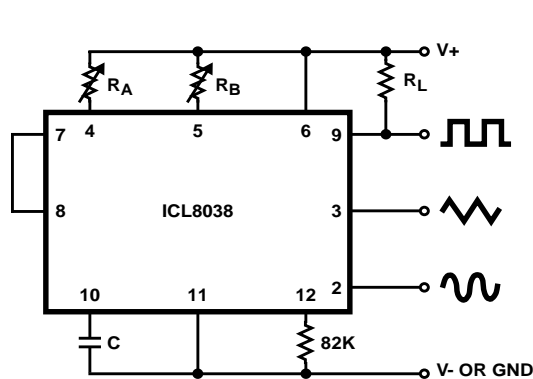 V+
RA RB RL
7 4 5 6 9
8 ICL8038 3
10 11 12 2
C 82K
V- OR GND